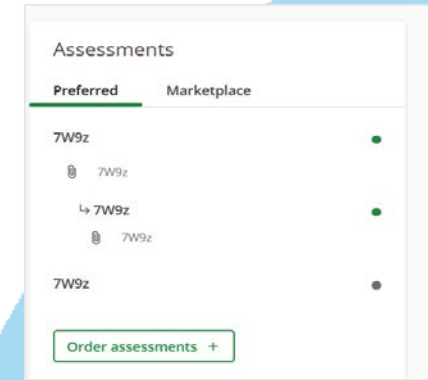 Assessments
Preferred Marketplace
7W9z
7W9z
↳ 7W9z
7W9z
7W9z
Order assessments +